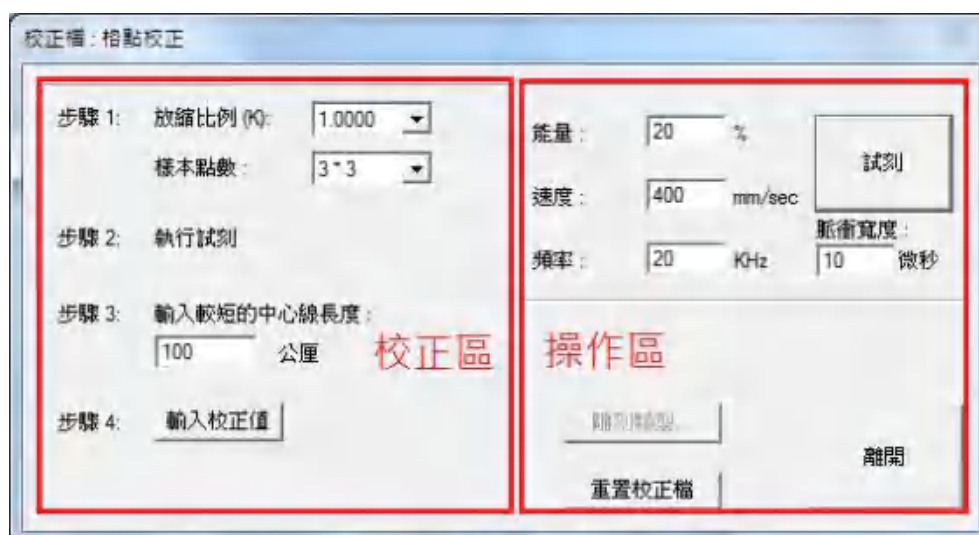 校正檔 : 格點校正
步驟 1: 放縮比例 (K): 1.0000
樣本點數 : 3*3
步驟 2: 執行試刻
步驟 3: 輸入較短的中心線長度 :
100 公厘
校正區
步驟 4: 輸入校正值
能量 : 20 %
試刻
速度 : 400 mm/sec
脈衝寬度 :
頻率 : 20 KHz
10 微秒
操作區
離開
重置校正檔